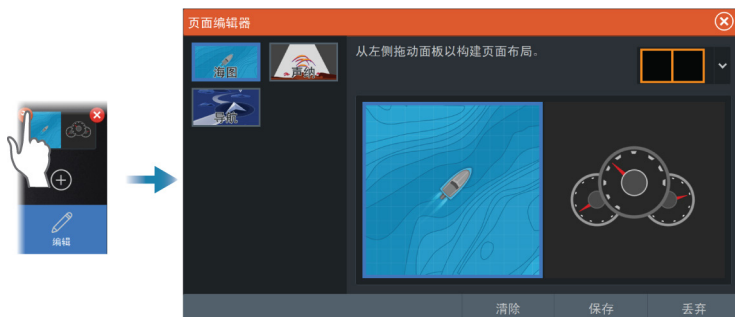 页面编辑器
从左侧拖动面板以构建页面布局。
海图
声纳
导航
编辑
清除
保存
丢弃